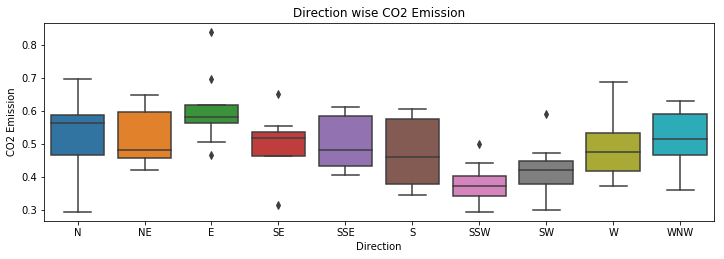 Direction wise CO2 Emission
CO2 Emission
0.8
0.7
0.6
0.5
0.4
0.3
N NE E SE SSE S SSW SW W WNW
Direction